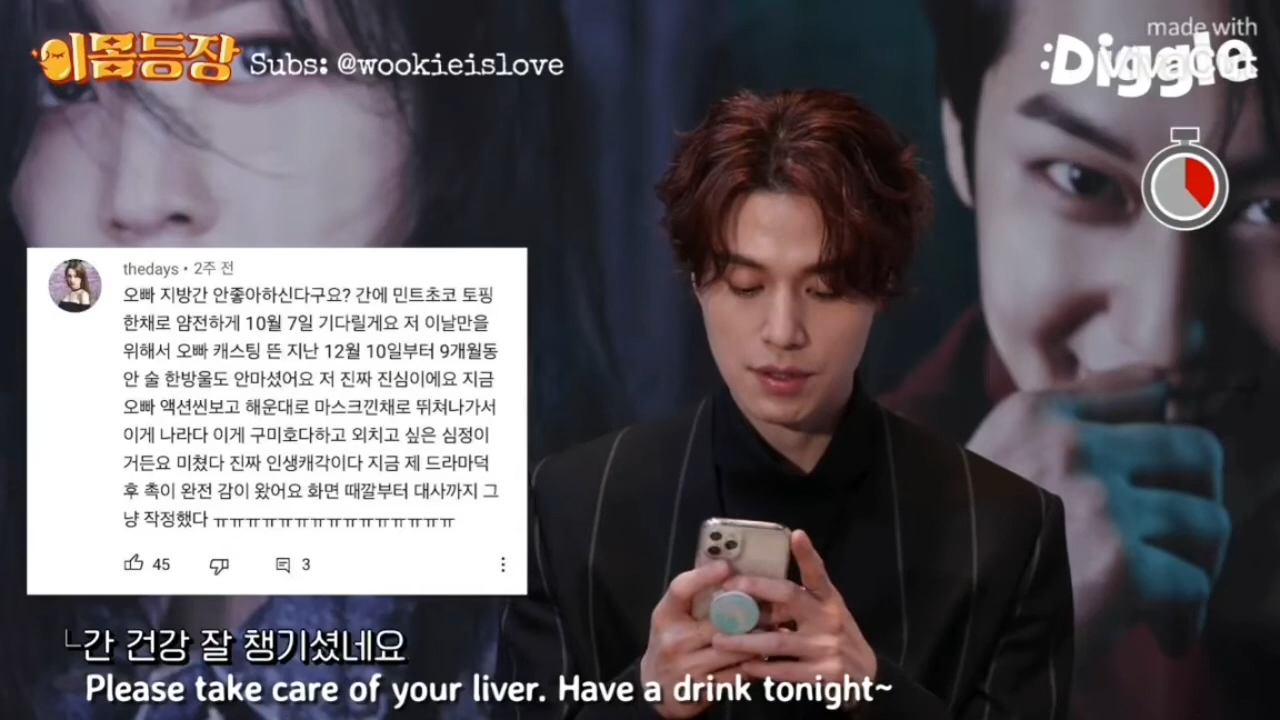 이봄등장
Subs: @wookieislove
made with
:Diggle
thedays • 2주 전
오빠 지방간 안좋아하신다구요? 간에 민트초코 토핑
한채로 얌전하게 10월 7일 기다릴게요 저 이날만을
위해서 오빠 캐스팅 뜬 지난 12월 10일부터 9개월동
안 술 한방울도 안마셨어요 저 진짜 진심이에요 지금
오빠 액션씬보고 해운대로 마스크낀채로 뛰쳐나가서
이게 나라다 이게 구미호다하고 외치고 싶은 심정이
거든요 미쳤다 진짜 인생캐각이다 지금 제 드라마덕
후 촉이 완전 감이 왔어요 화면 때깔부터 대사까지 그
냥 작정했다 ㅠㅠㅠㅠㅠㅠㅠㅠㅠㅠㅠㅠㅠㅠㅠ
45
3
└간 건강 잘 챙기셨네요
Please take care of your liver. Have a drink tonight~